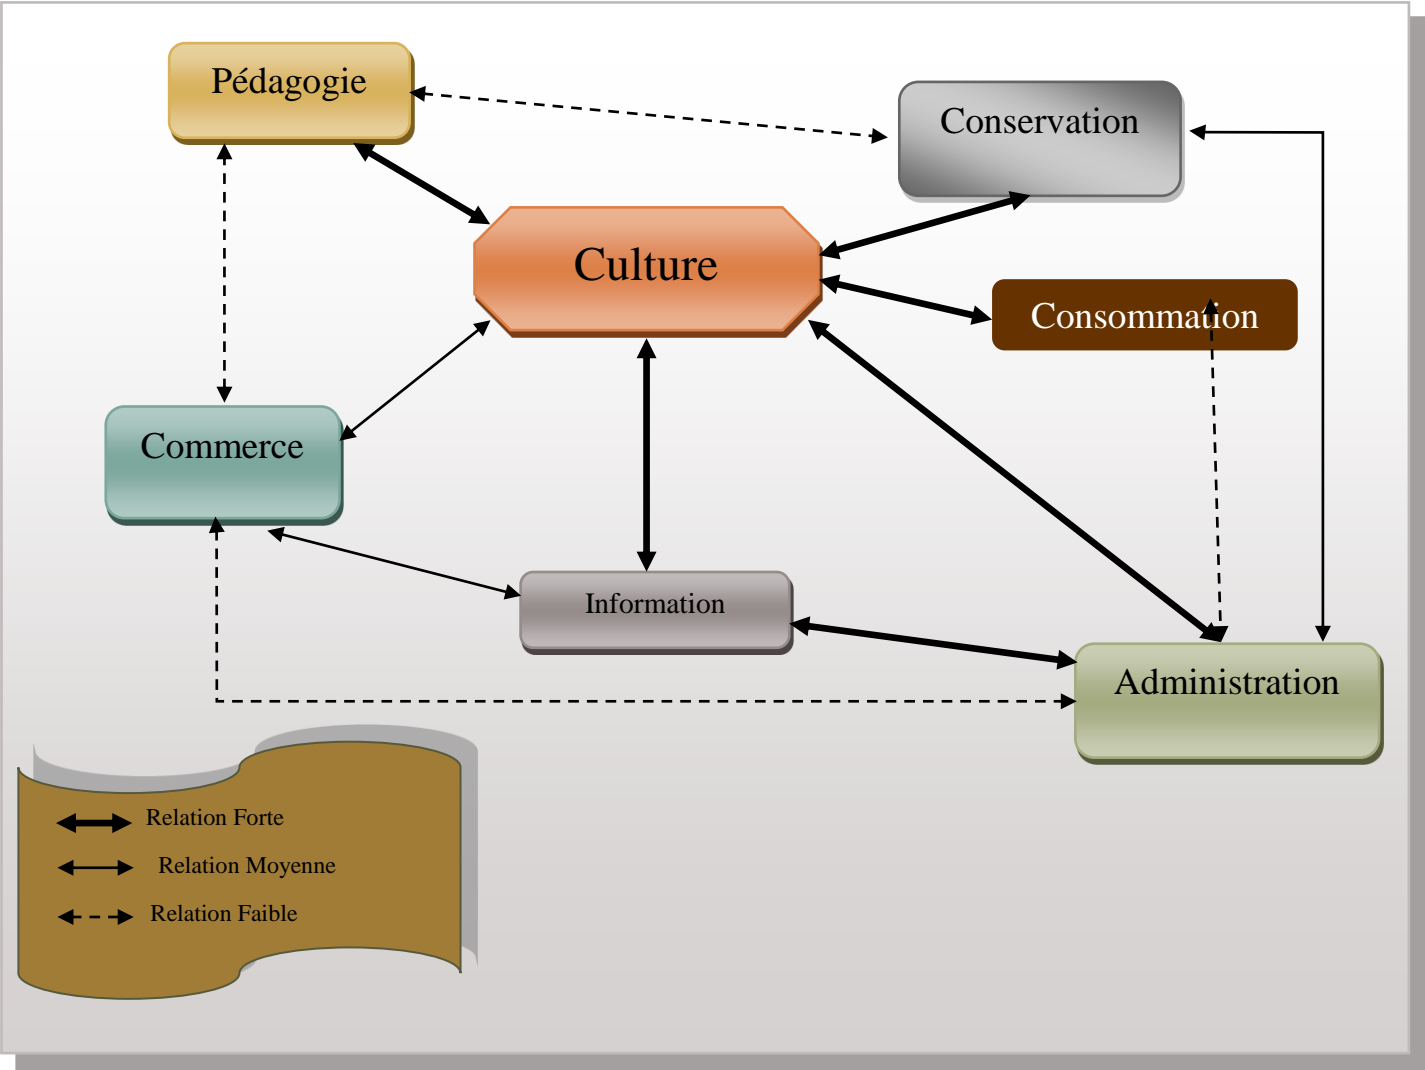 Pédagogie
Conservation
Culture
Consommation
Commerce
Information
Administration
Relation Forte
Relation Moyenne
Relation Faible